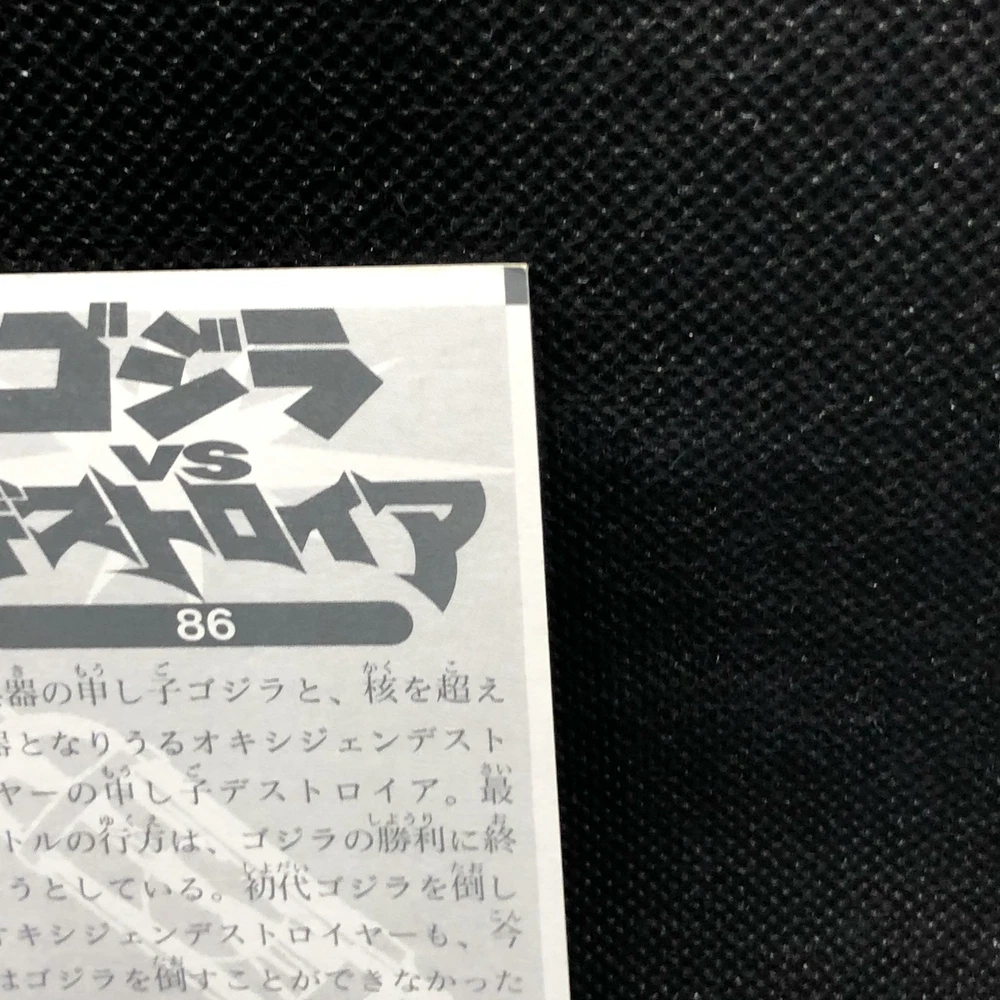 ゴジラ
VS
デストロイア
86
器の申し子ゴジラと、核を超え
器となりうるオキシジェンデスト
ヤーの申し子デストロイア。最
トルの行方は、ゴジラの勝利に終
うとしている。初代ゴジラを倒し
オキシジェンデストロイヤーも、今
はゴジラを倒すことができなかった